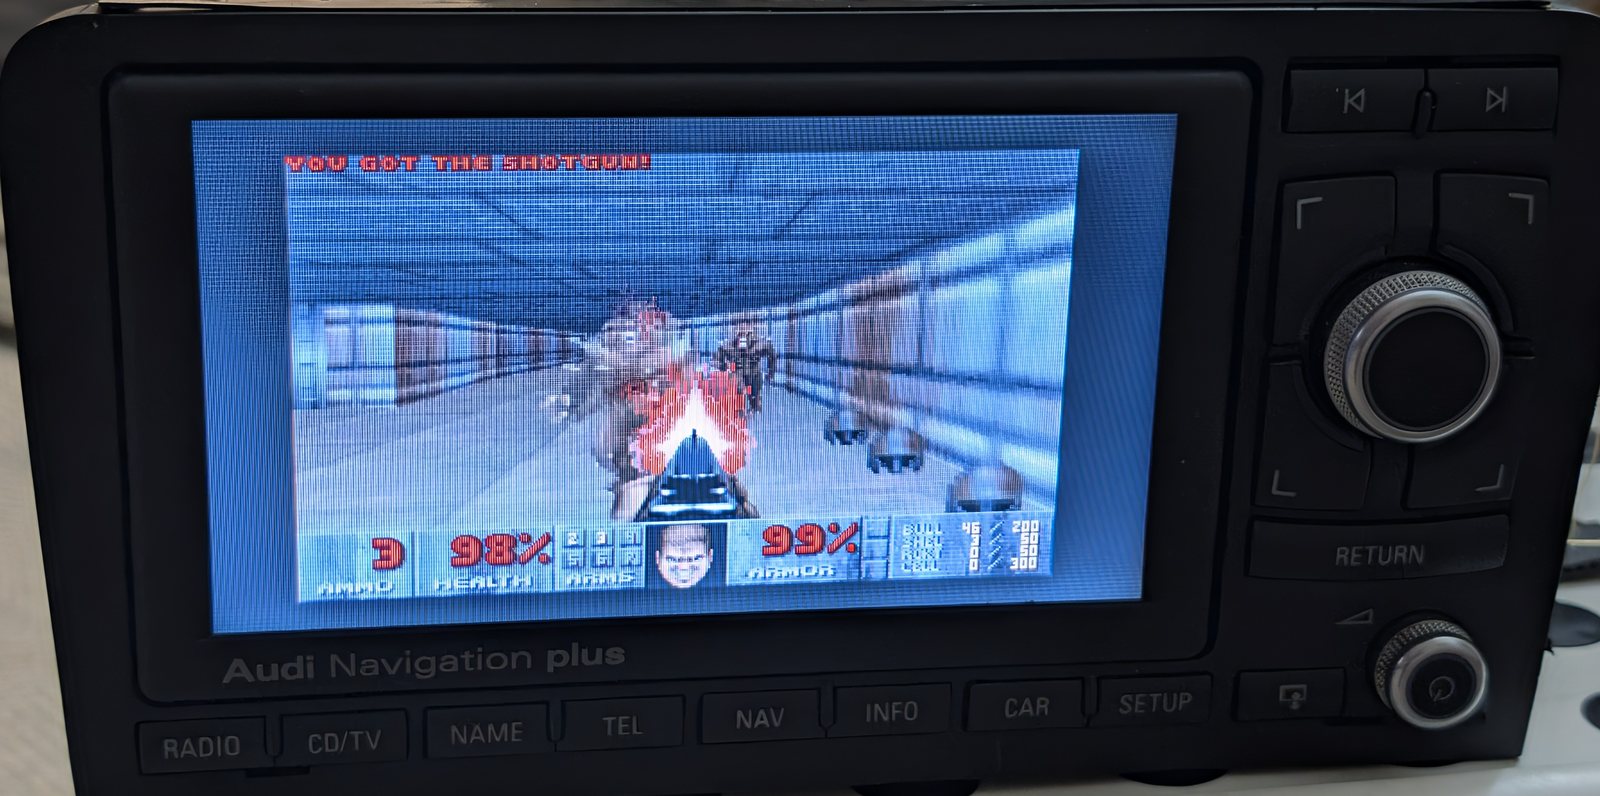 YOU GOT THE SHOTGUN!
3 98% 2 3 4 99% BULL 46 / 200
SHEL 3 / 50
5 6 7 RCKT 0 / 50
CELL 0 / 300
AMMO HEALTH ARMS ARMOR
Audi Navigation plus
RADIO CD/TV NAME TEL NAV INFO CAR SETUP
RETURN